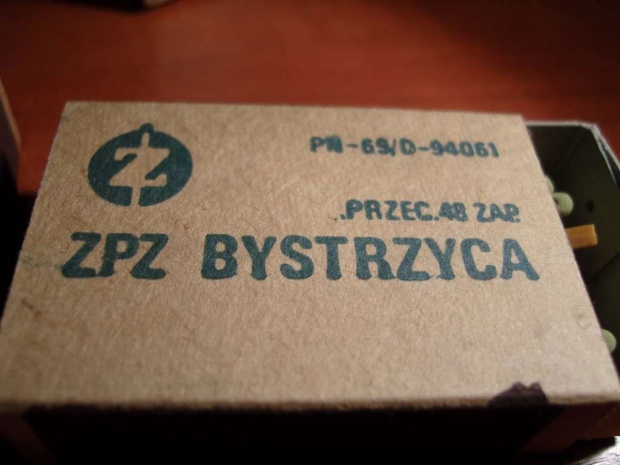 Z
PN-69/D-94061
.PRZEC.48 ZAP.
ZPZ BYSTRZYCA